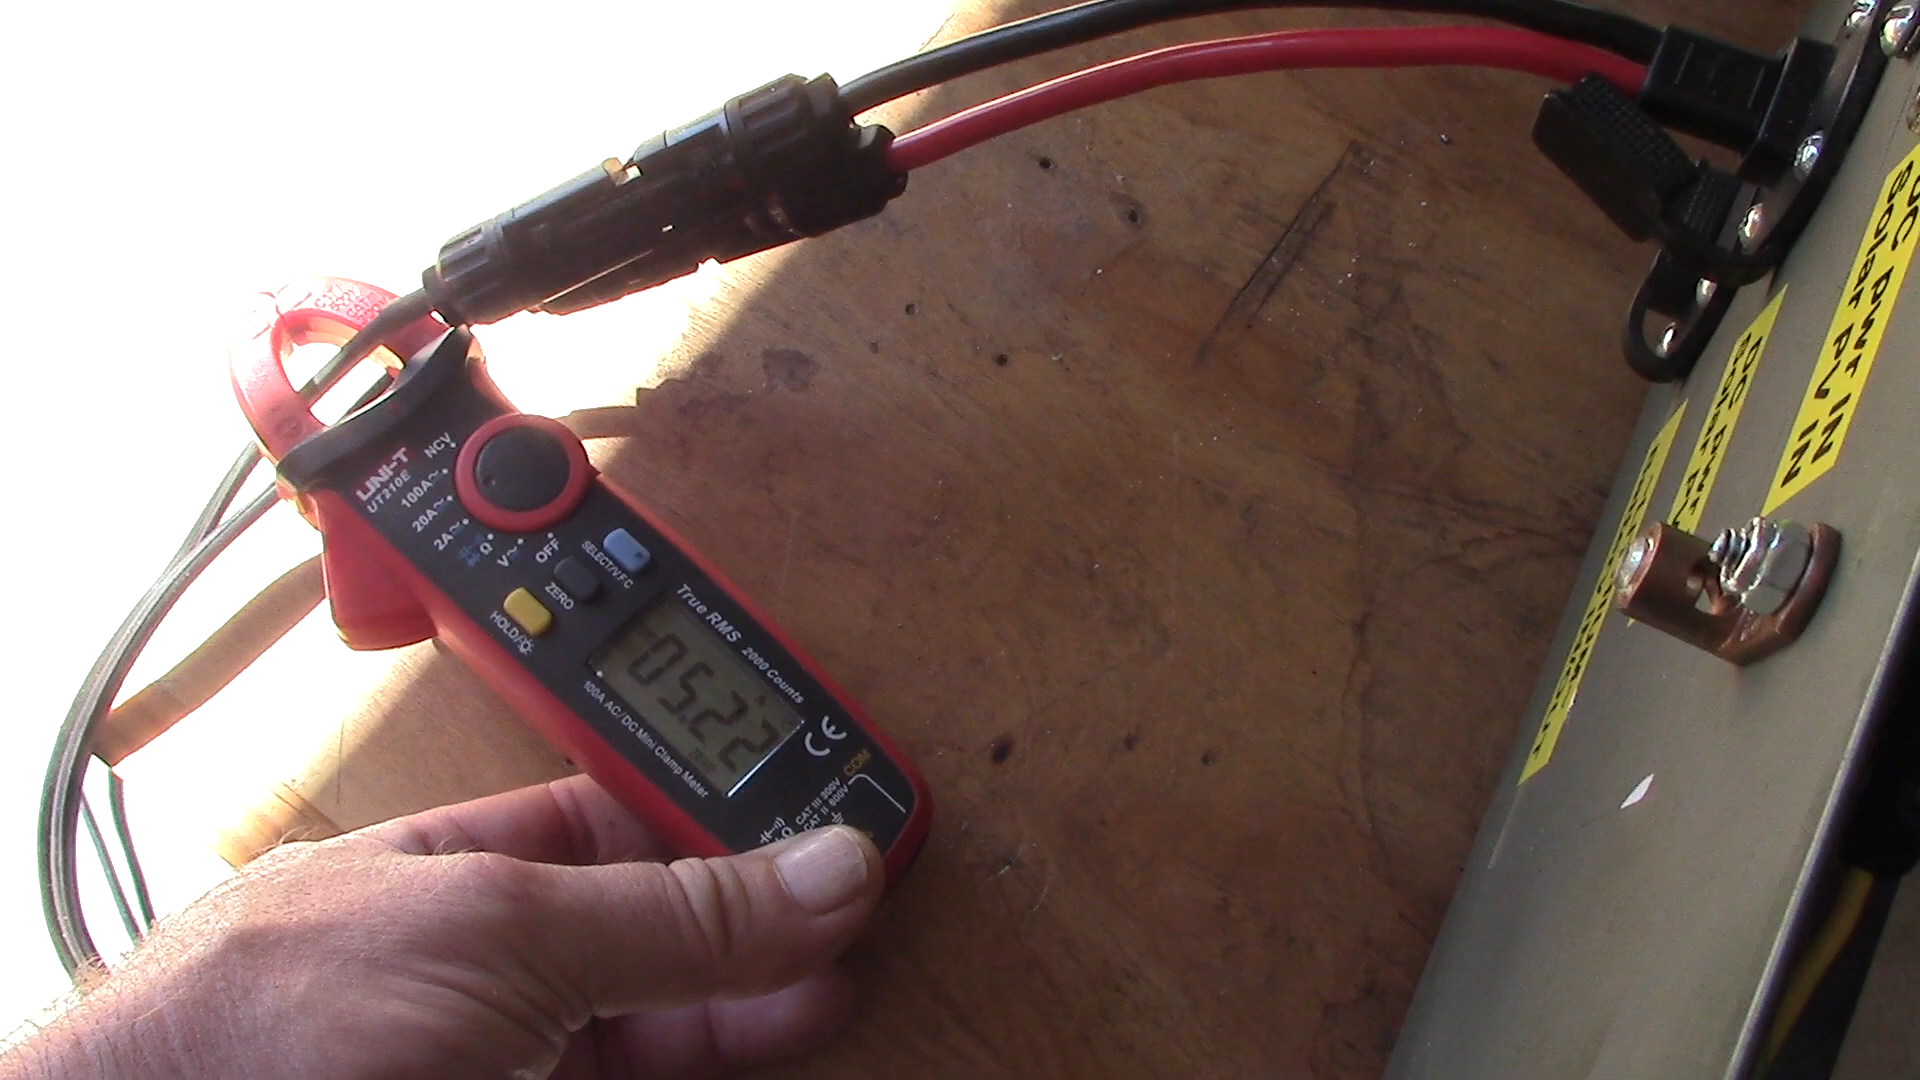 UNI-T
UT210E
NCV
100A~
20A≂
2A≂
Ω
V≂
OFF
SELECT/V.F.C
ZERO
HOLD/
True RMS 2000 Counts
-05.22
A
100A AC/DC Mini Clamp Meter
CE
COM
CAT III 300V
CAT II 600V
DC pwr IN
Solar PV IN
DC pwr
Solar